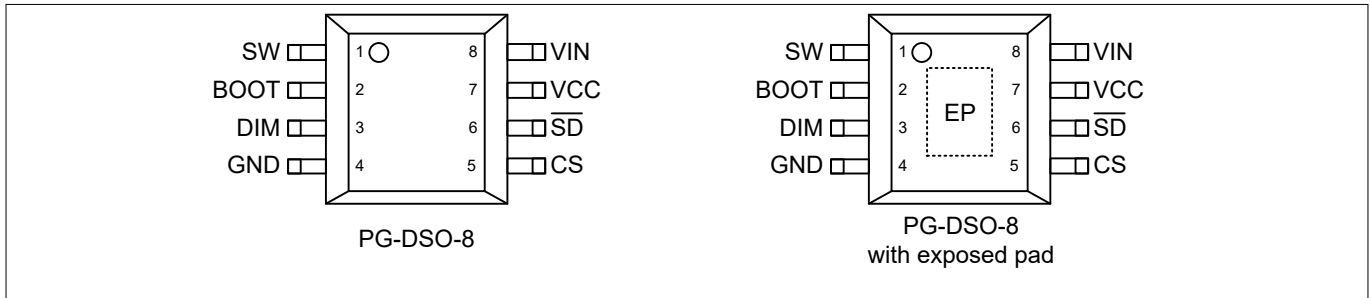 SW 1 8 VIN
BOOT 2 7 VCC
DIM 3 6 S̅D̅
GND 4 5 CS
PG-DSO-8
SW 1 8 VIN
BOOT 2 7 VCC
EP
DIM 3 6 S̅D̅
GND 4 5 CS
PG-DSO-8
with exposed pad